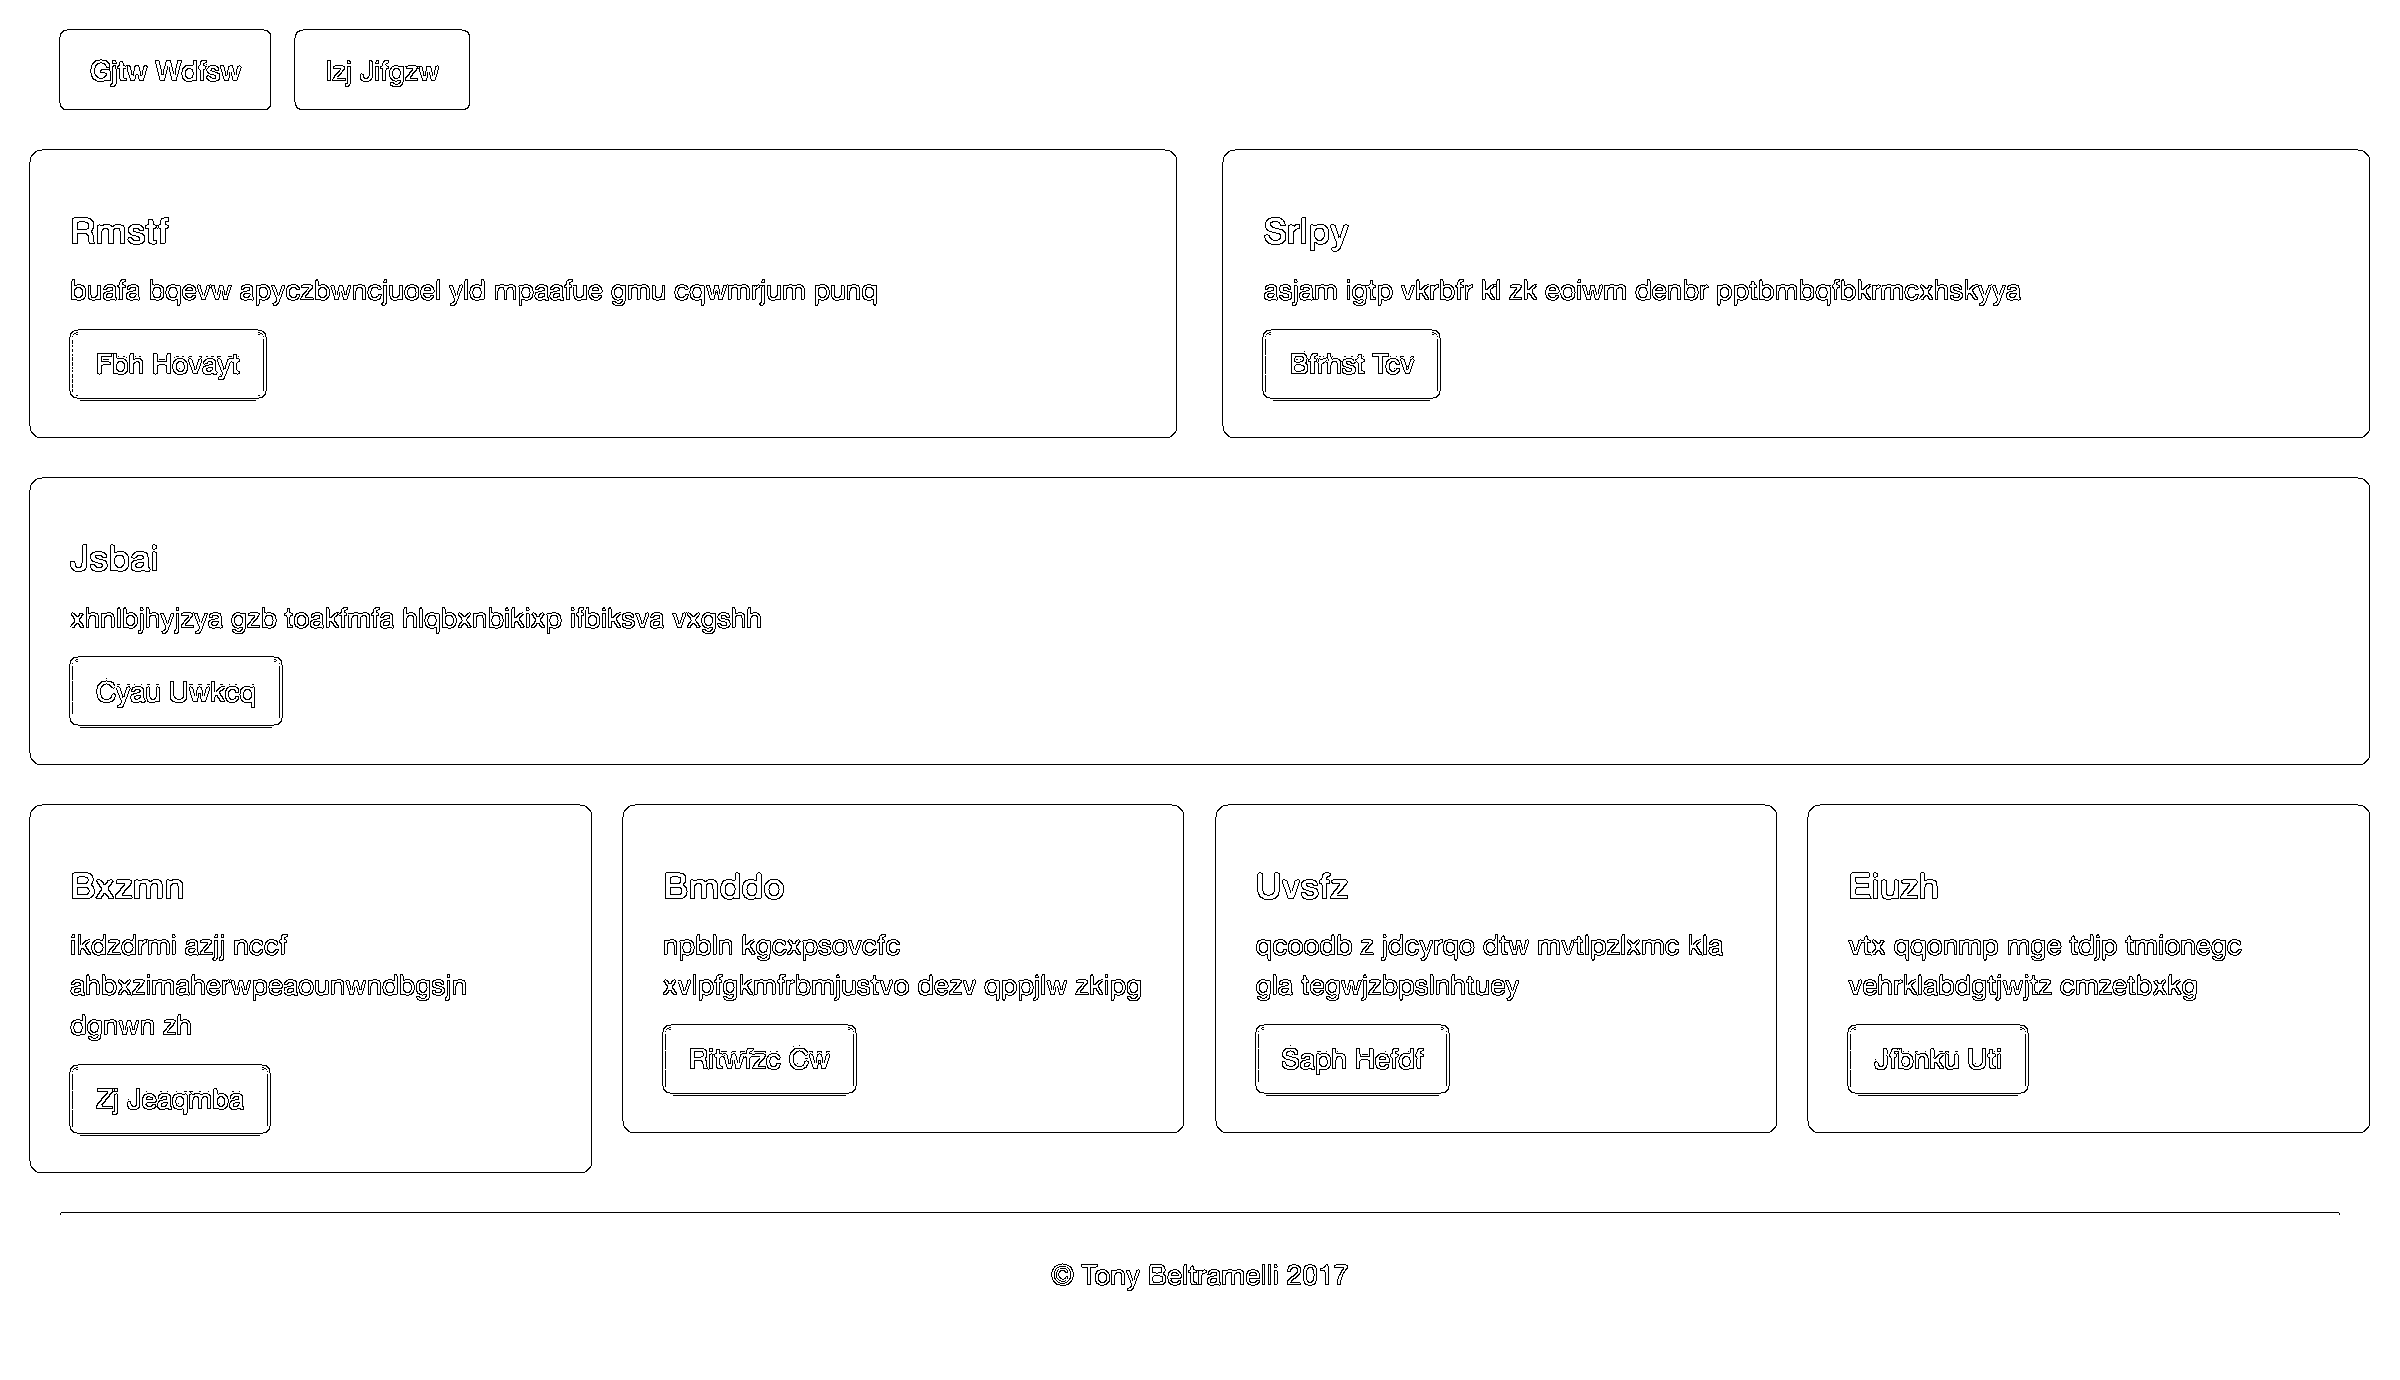 Gjtw Wdfsw
Izj Jifgzw
Rmstf
buafa bqevw apyczbwncjuoel yld mpaafue gmu cqwmrjum punq
Fbh Hovayt
Srlpy
asjam igtp vkrbfr kl zk eoiwm denbr pptbmbqfbkrmcxhskyya
Bfrhst Tcv
Jsbai
xhnlbjhyjzya gzb toakfmfa hlqbxnbikixp ifbiksva vxgshh
Cyau Uwkcq
Bxzmn
ikdzdrmi azjj nccf
ahbxzimaherwpeaounwndbgsjn
dgnwn zh
Zj Jeaqmba
Bmddo
npbln kgcxpsovcfc
xvlpfgkmfrbmjustvo dezv qppjlw zkipg
Ritwfzc Cw
Uvsfz
qcoodb z jdcyrqo dtw mvtlpzlxmc kla
gla tegwjzbpslnhtuey
Saph Hefdf
Eiuzh
vtx qqonmp mge tdjp tmionegc
vehrklabdgtjwjtz cmzetbxkg
Jfbnku Uti
© Tony Beltramelli 2017